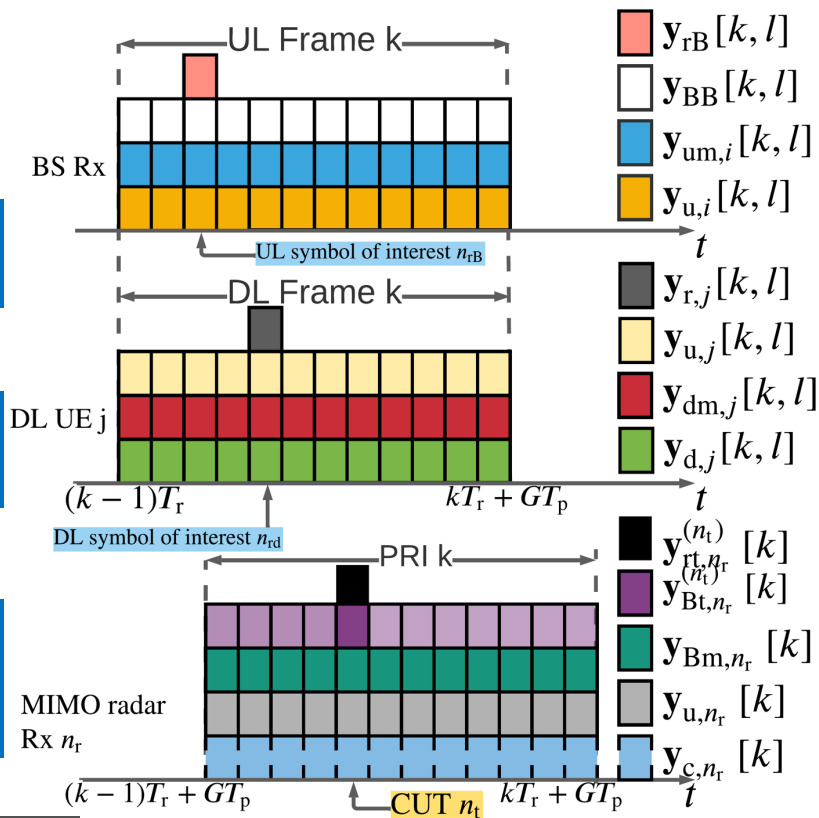 UL Frame k
y_rB[k, l]
y_BB[k, l]
y_um,i[k, l]
y_u,i[k, l]
BS Rx
t
UL symbol of interest n_rB
DL Frame k
y_r,j[k, l]
y_u,j[k, l]
y_dm,j[k, l]
y_d,j[k, l]
DL UE j
(k − 1)T_r
kT_r + GT_p
t
DL symbol of interest n_rd
PRI k
y_rt,n_r^(n_t) [k]
y_Bt,n_r^(n_t) [k]
y_Bm,n_r [k]
y_u,n_r [k]
y_c,n_r [k]
MIMO radar
Rx n_r
(k − 1)T_r + GT_p
kT_r + GT_p
t
CUT n_t